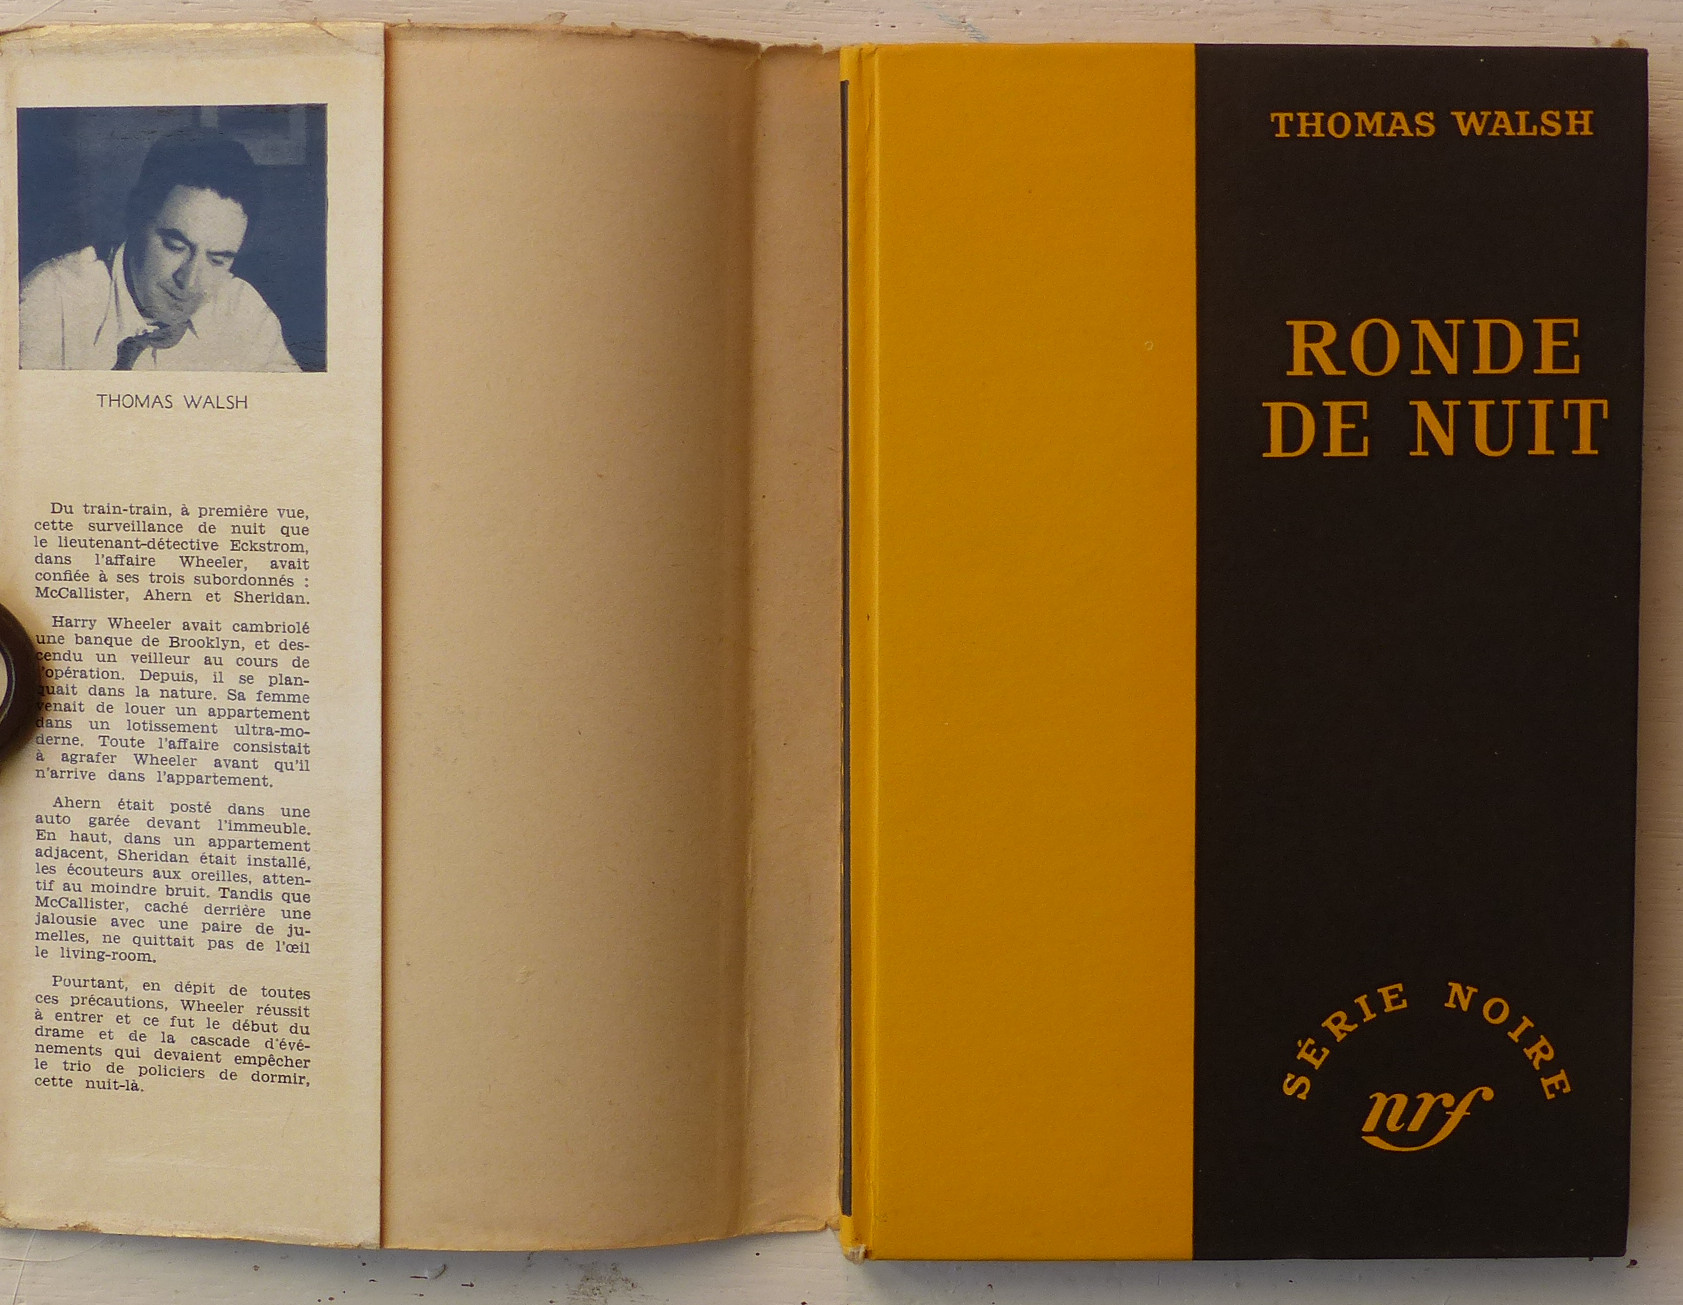 THOMAS WALSH
Du train-train, à première vue,
cette surveillance de nuit que
le lieutenant-détective Eckstrom,
dans l'affaire Wheeler, avait
confiée à ses trois subordonnés :
McCallister, Ahern et Sheridan.
Harry Wheeler avait cambriolé
une banque de Brooklyn, et des-
cendu un veilleur au cours de
l'opération. Depuis, il se plan-
quait dans la nature. Sa femme
venait de louer un appartement
dans un lotissement ultra-mo-
derne. Toute l'affaire consistait
à agrafer Wheeler avant qu'il
n'arrive dans l'appartement.
Ahern était posté dans une
auto garée devant l'immeuble.
En haut, dans un appartement
adjacent, Sheridan était installé,
les écouteurs aux oreilles, atten-
tif au moindre bruit. Tandis que
McCallister, caché derrière une
jalousie avec une paire de ju-
melles, ne quittait pas de l'œil
le living-room.
Pourtant, en dépit de toutes
ces précautions, Wheeler réussit
à entrer et ce fut le début du
drame et de la cascade d'évé-
nements qui devaient empêcher
le trio de policiers de dormir,
cette nuit-là.
THOMAS WALSH
RONDE
DE NUIT
SÉRIE NOIRE
nrf